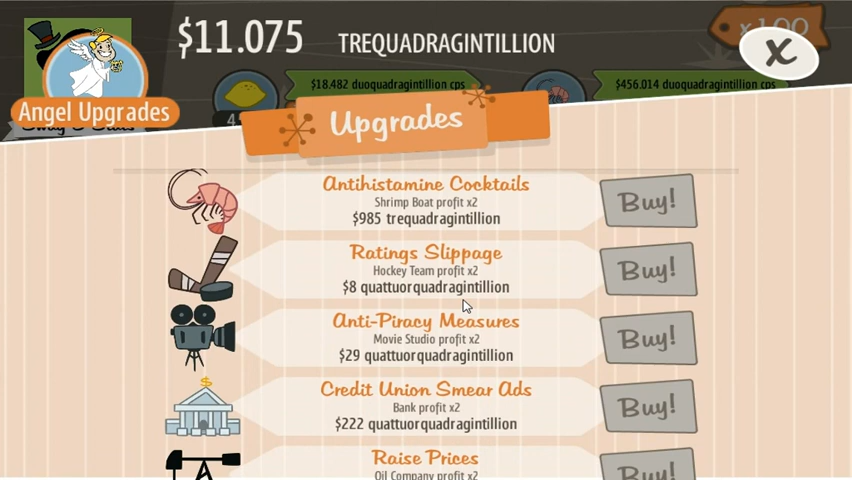 $11.075 TREQUADRAGINTILLION
x100
X
$18.482 duoquadragintillion cps
$456.014 duoquadragintillion cps
Angel Upgrades
Upgrades
Antihistamine Cocktails
Shrimp Boat profit x2
$985 trequadragintillion
Buy!
Ratings Slippage
Hockey Team profit x2
$8 quattuorquadragintillion
Buy!
Anti-Piracy Measures
Movie Studio profit x2
$29 quattuorquadragintillion
Buy!
Credit Union Smear Ads
Bank profit x2
$222 quattuorquadragintillion
Buy!
Raise Prices
Oil Company profit x2
Buy!